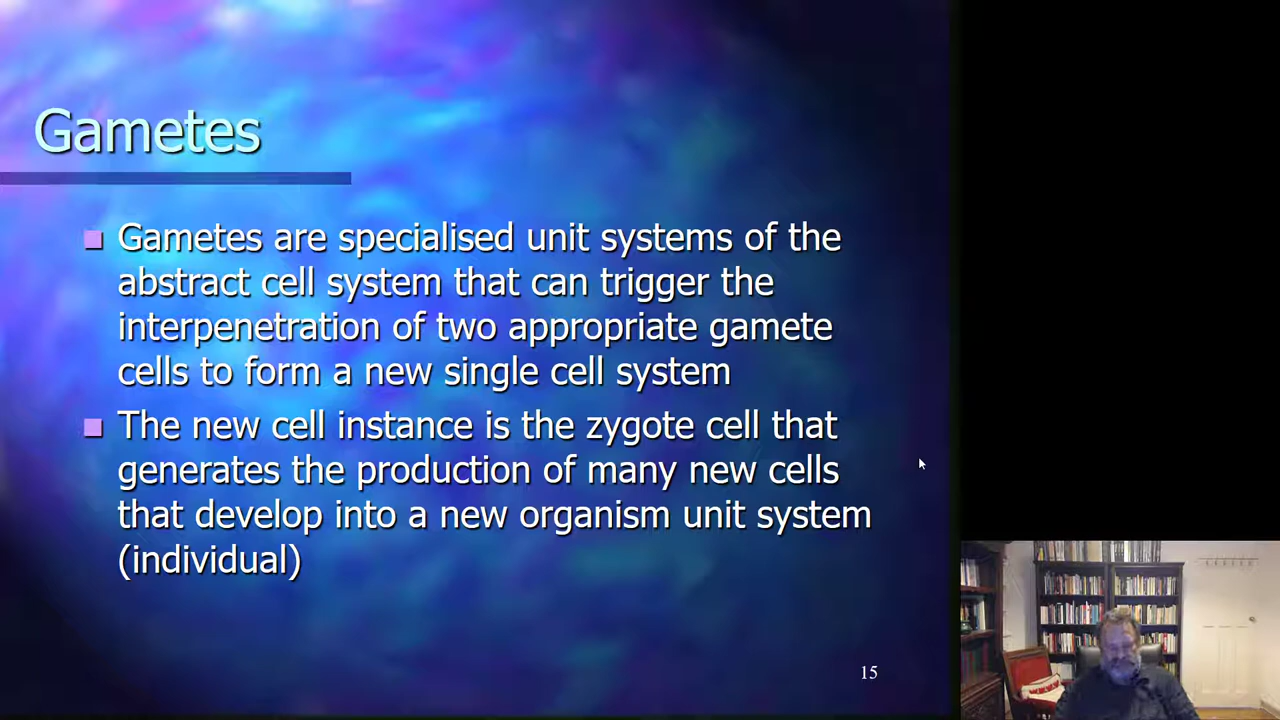 Gametes
Gametes are specialised unit systems of the
abstract cell system that can trigger the
interpenetration of two appropriate gamete
cells to form a new single cell system
The new cell instance is the zygote cell that
generates the production of many new cells
that develop into a new organism unit system
(individual)
15